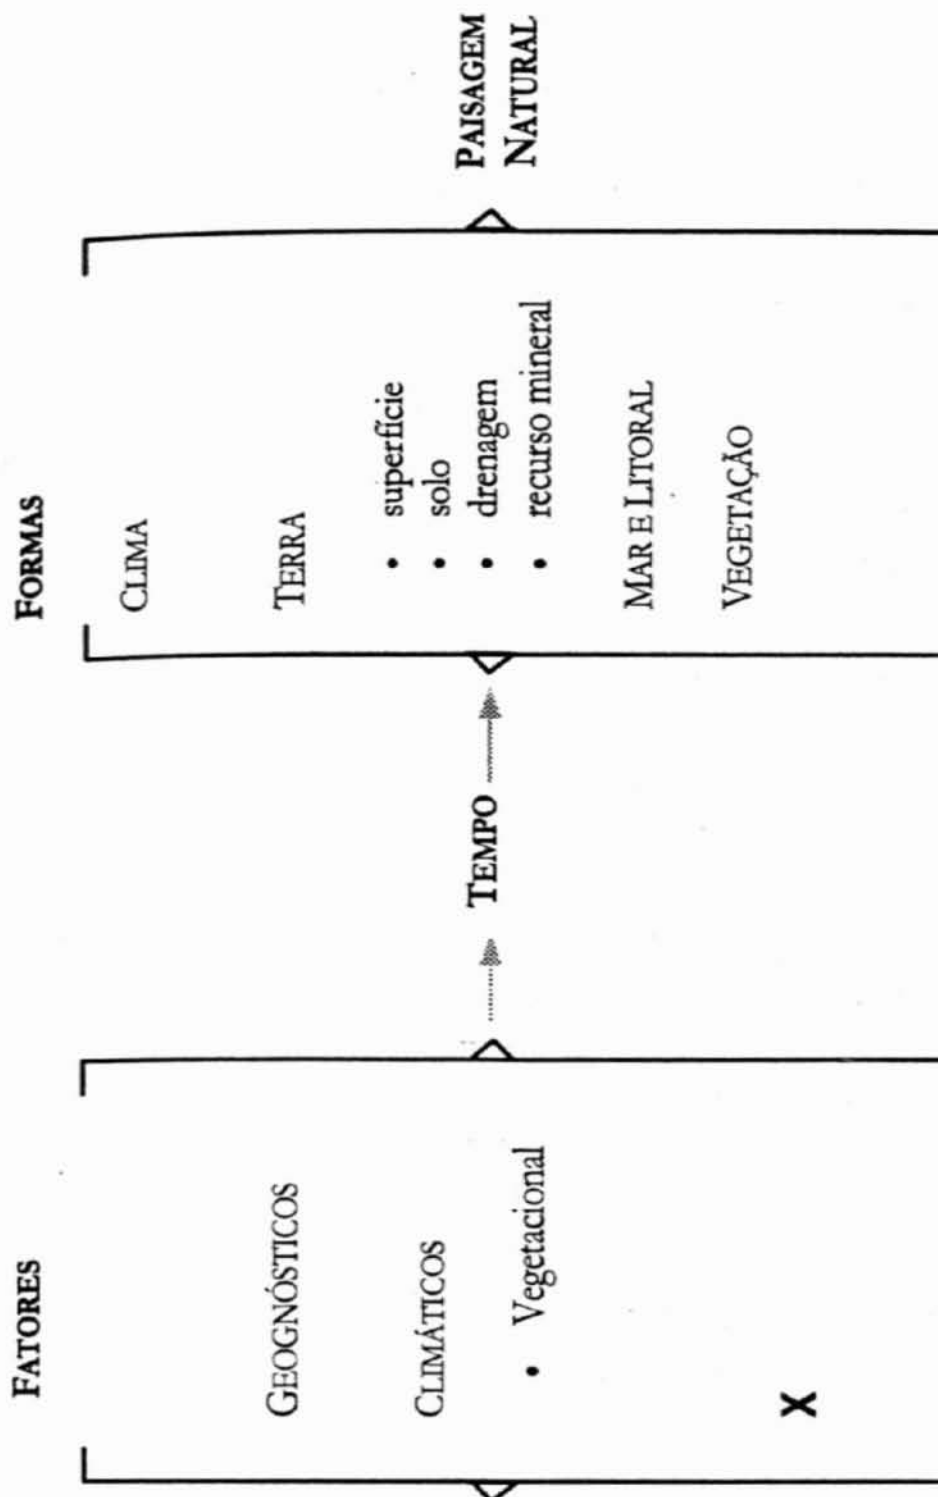 FATORES
GEOGNÓSTICOS
CLIMÁTICOS
• Vegetacional
X
TEMPO
FORMAS
CLIMA
TERRA
• superfície
• solo
• drenagem
• recurso mineral
MAR E LITORAL
VEGETAÇÃO
PAISAGEM
NATURAL